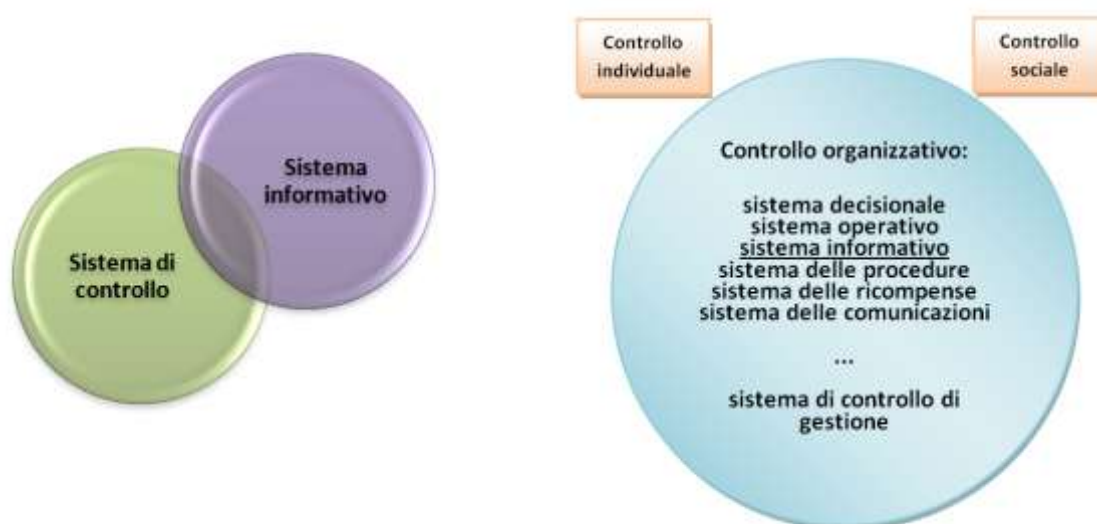 Sistema
informativo
Sistema di
controllo
Controllo
individuale
Controllo
sociale
Controllo organizzativo:
sistema decisionale
sistema operativo
sistema informativo
sistema delle procedure
sistema delle ricompense
sistema delle comunicazioni
...
sistema di controllo di
gestione